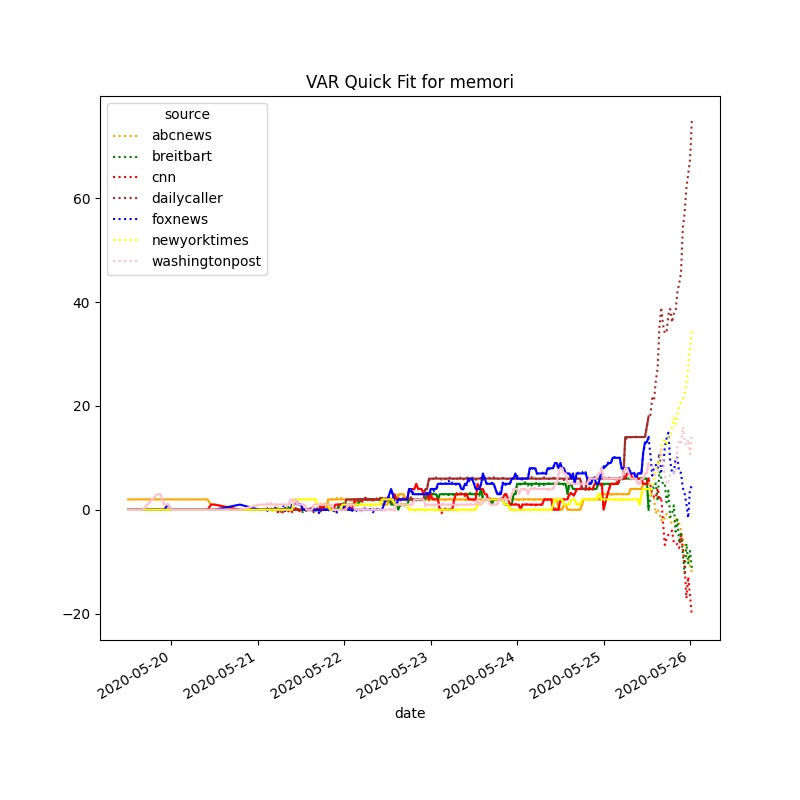 VAR Quick Fit for memori
source
abcnews
breitbart
cnn
dailycaller
foxnews
newyorktimes
washingtonpost
60
40
20
0
−20
2020-05-20
2020-05-21
2020-05-22
2020-05-23
2020-05-24
2020-05-25
2020-05-26
date